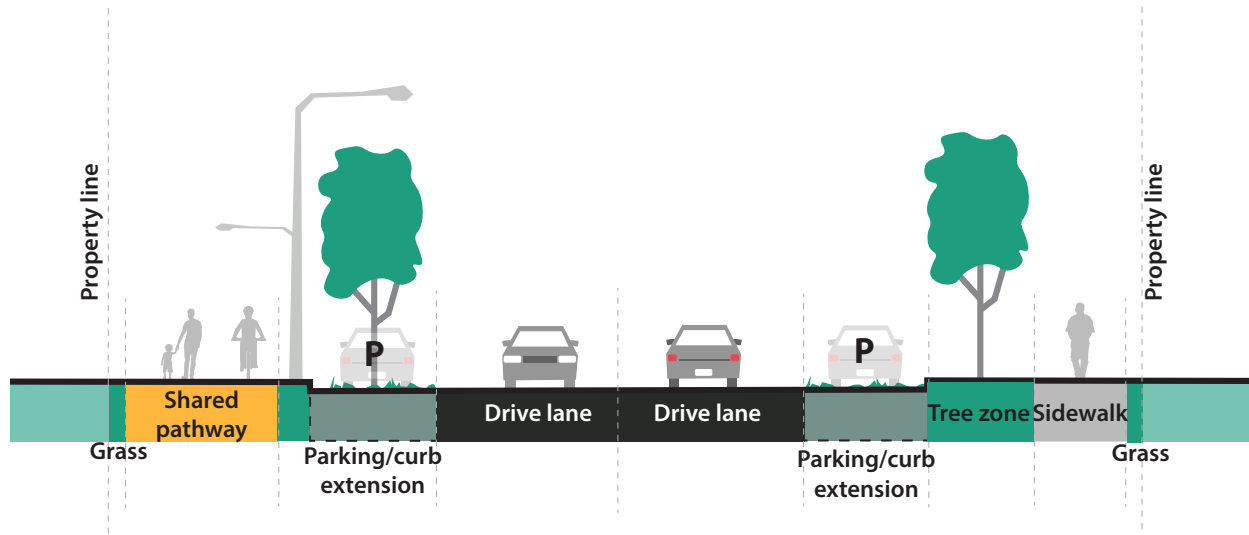 Property line
Property line
P
P
Shared
pathway
Drive lane
Drive lane
Tree zone
Sidewalk
Grass
Parking/curb
extension
Parking/curb
extension
Grass